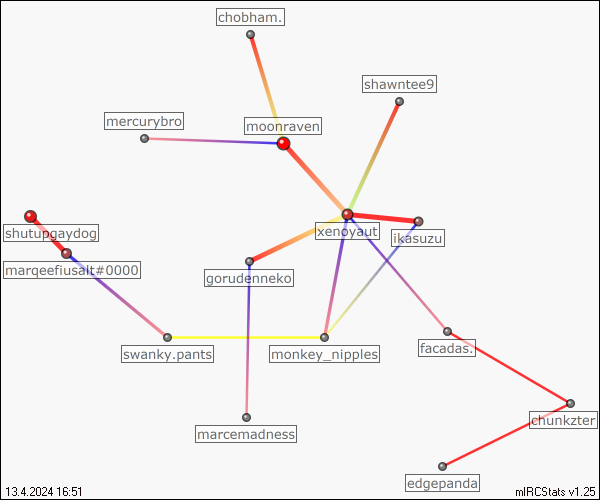 chobham.
shawntee9
mercurybro
moonraven
shutupgaydog
xenoyaut
ikasuzu
marqeefiusalt#0000
gorudenneko
swanky.pants
monkey_nipples
facadas.
chunkzter
marcemadness
edgepanda
13.4.2024 16:51
mIRCStats v1.25